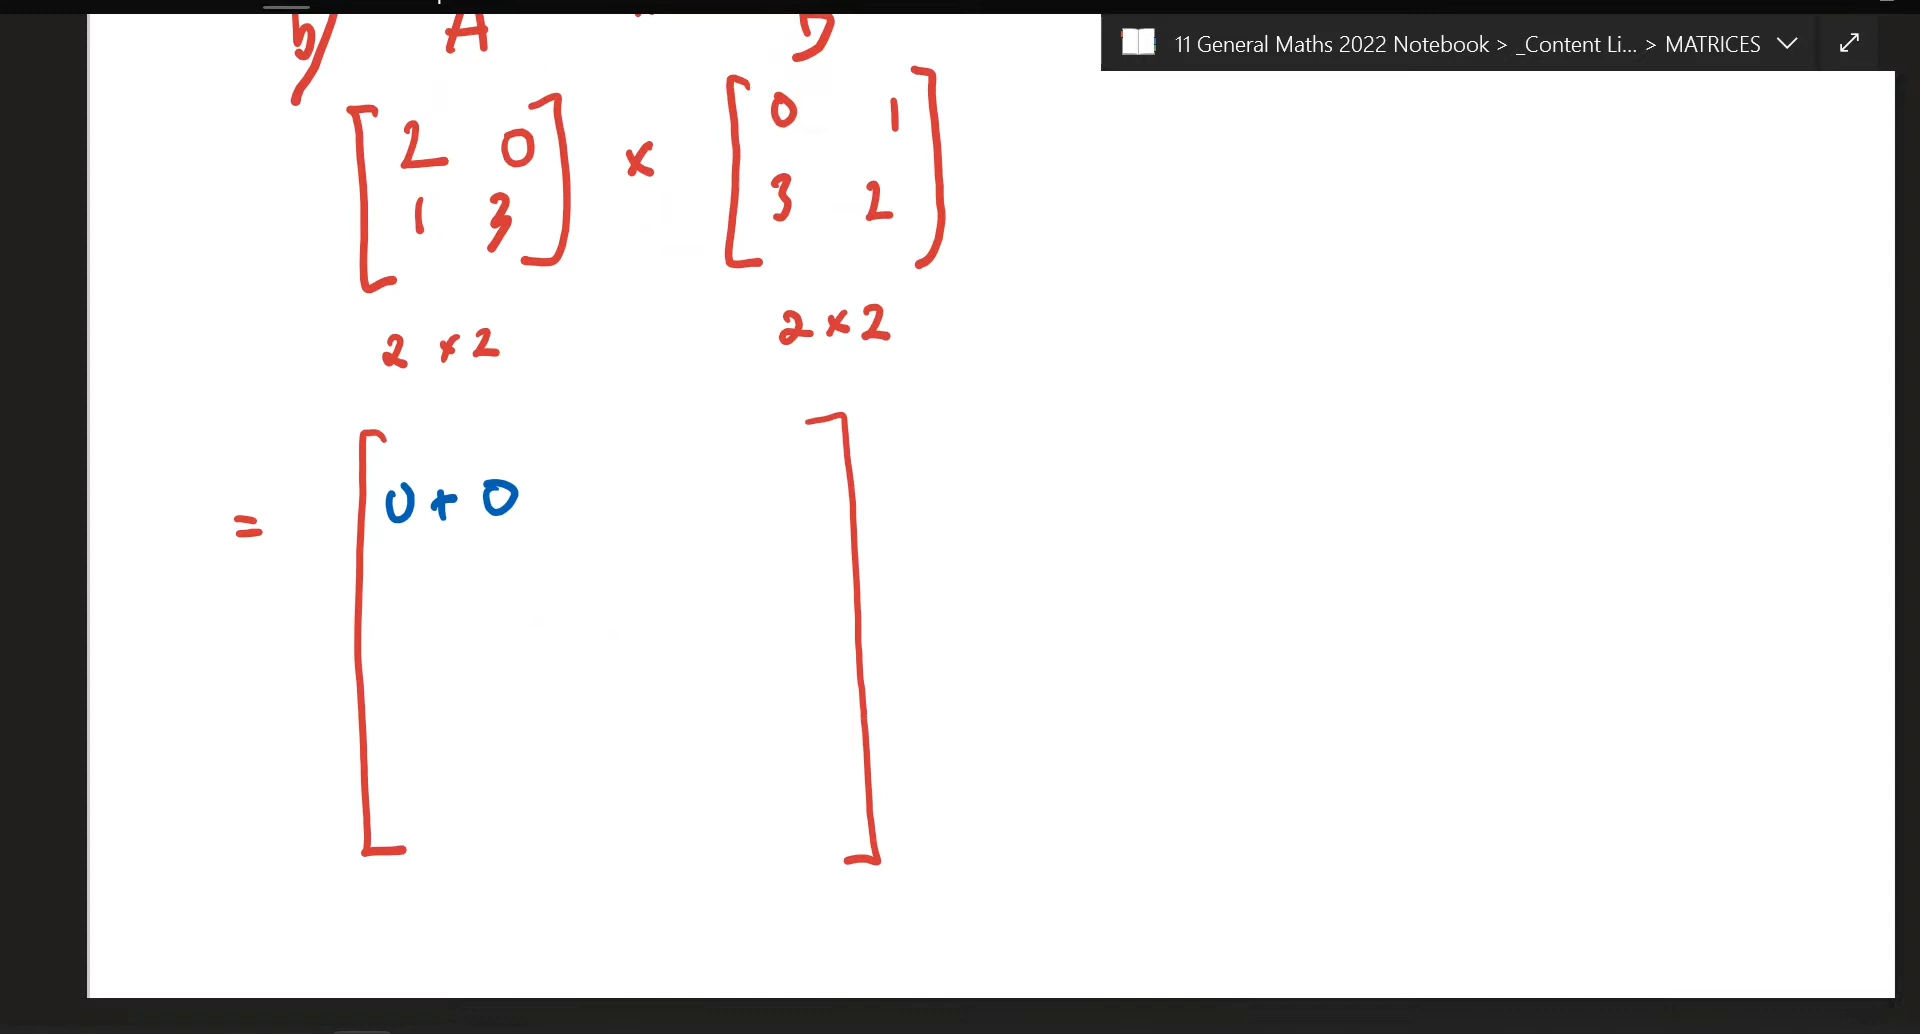 b) A × D
11 General Maths 2022 Notebook > _Content Li... > MATRICES
2 0 × 0 1
1 3 3 2
2 × 2 2 × 2
= 0 + 0